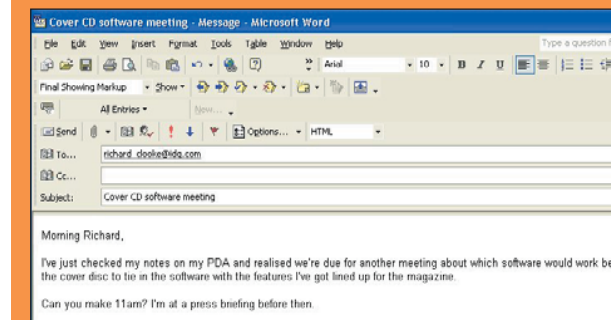 Cover CD software meeting - Message - Microsoft Word
File Edit View Insert Format Tools Table Window Help Type a question
Arial 10 B I U
Final Showing Markup Show
All Entries New...
Send Options... HTML
To... richard_clooke@idg.com
Cc...
Subject: Cover CD software meeting
Morning Richard,
I've just checked my notes on my PDA and realised we're due for another meeting about which software would work be
the cover disc to tie in the software with the features I've got lined up for the magazine.
Can you make 11am? I'm at a press briefing before then.